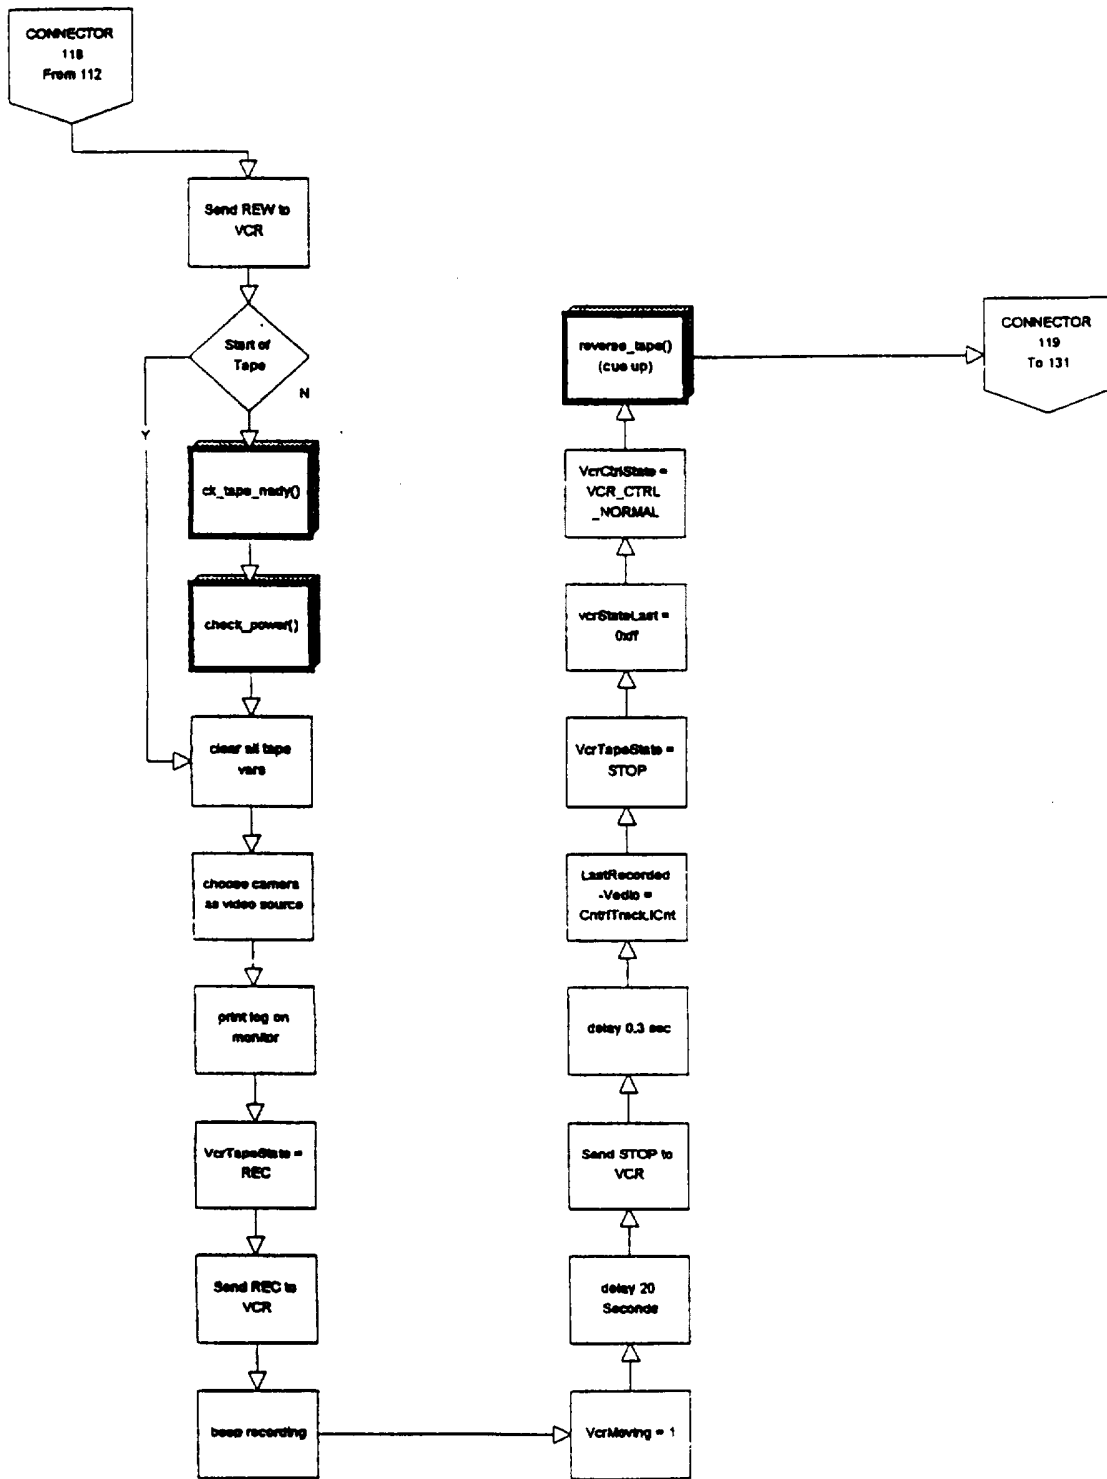 CONNECTOR
118
From 112
Send REW to
VCR
Start of
Tape
N
Y
ck_tape_ready()
check_power()
clear all tape
vars
choose camera
as video source
print log on
monitor
VcrTapeState =
REC
Send REC to
VCR
beep recording
VcrMoving = 1
delay 20
Seconds
Send STOP to
VCR
delay 0.3 sec
LastRecorded
-Vedio =
CntrlTrack.lCnt
VcrTapeState =
STOP
vcrStateLast =
0xff
VcrCtrlState =
VCR_CTRL
_NORMAL
reverse_tape()
(cue up)
CONNECTOR
119
To 131